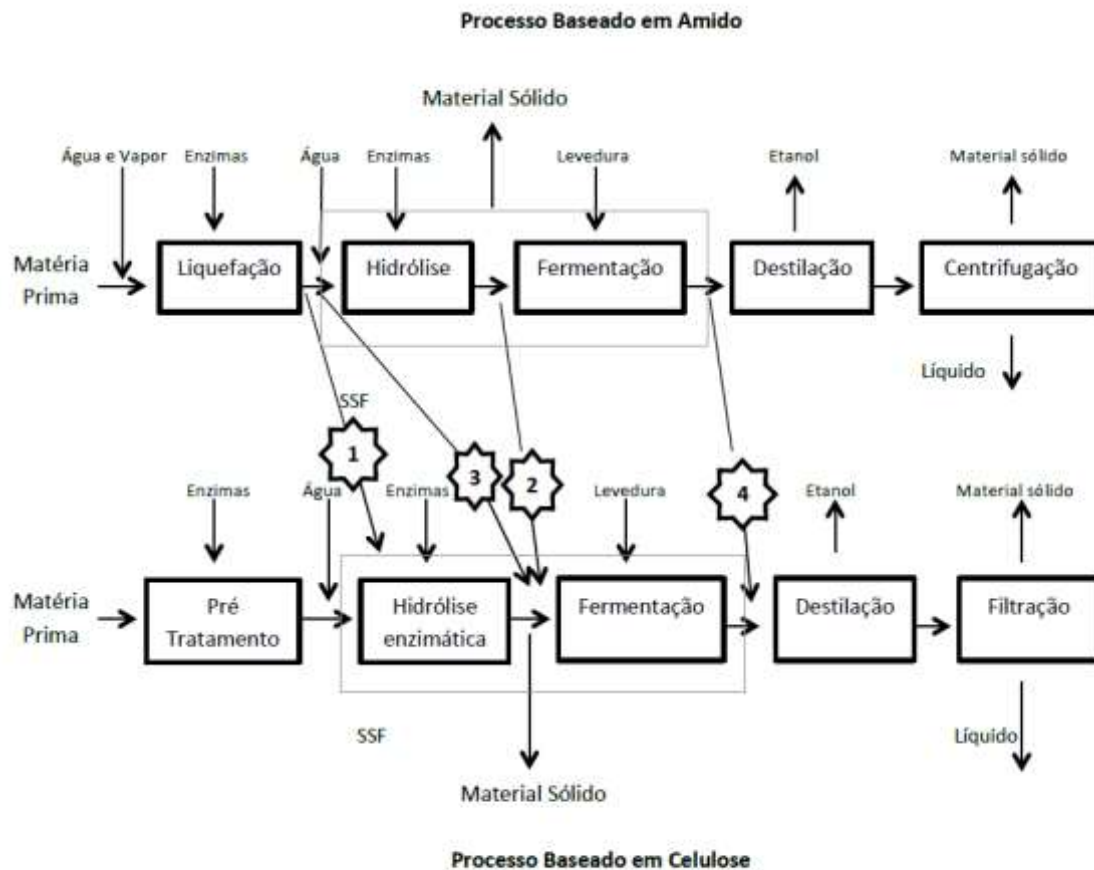 Processo Baseado em Amido
Material Sólido
Água e Vapor
Enzimas
Água
Enzimas
Levedura
Etanol
Material sólido
Matéria
Prima
Liquefação
Hidrólise
Fermentação
Destilação
Centrifugação
Líquido
SSF
1
3
2
4
Enzimas
Água
Enzimas
Levedura
Etanol
Material sólido
Matéria
Prima
Pré
Tratamento
Hidrólise
enzimática
Fermentação
Destilação
Filtração
SSF
Líquido
Material Sólido
Processo Baseado em Celulose